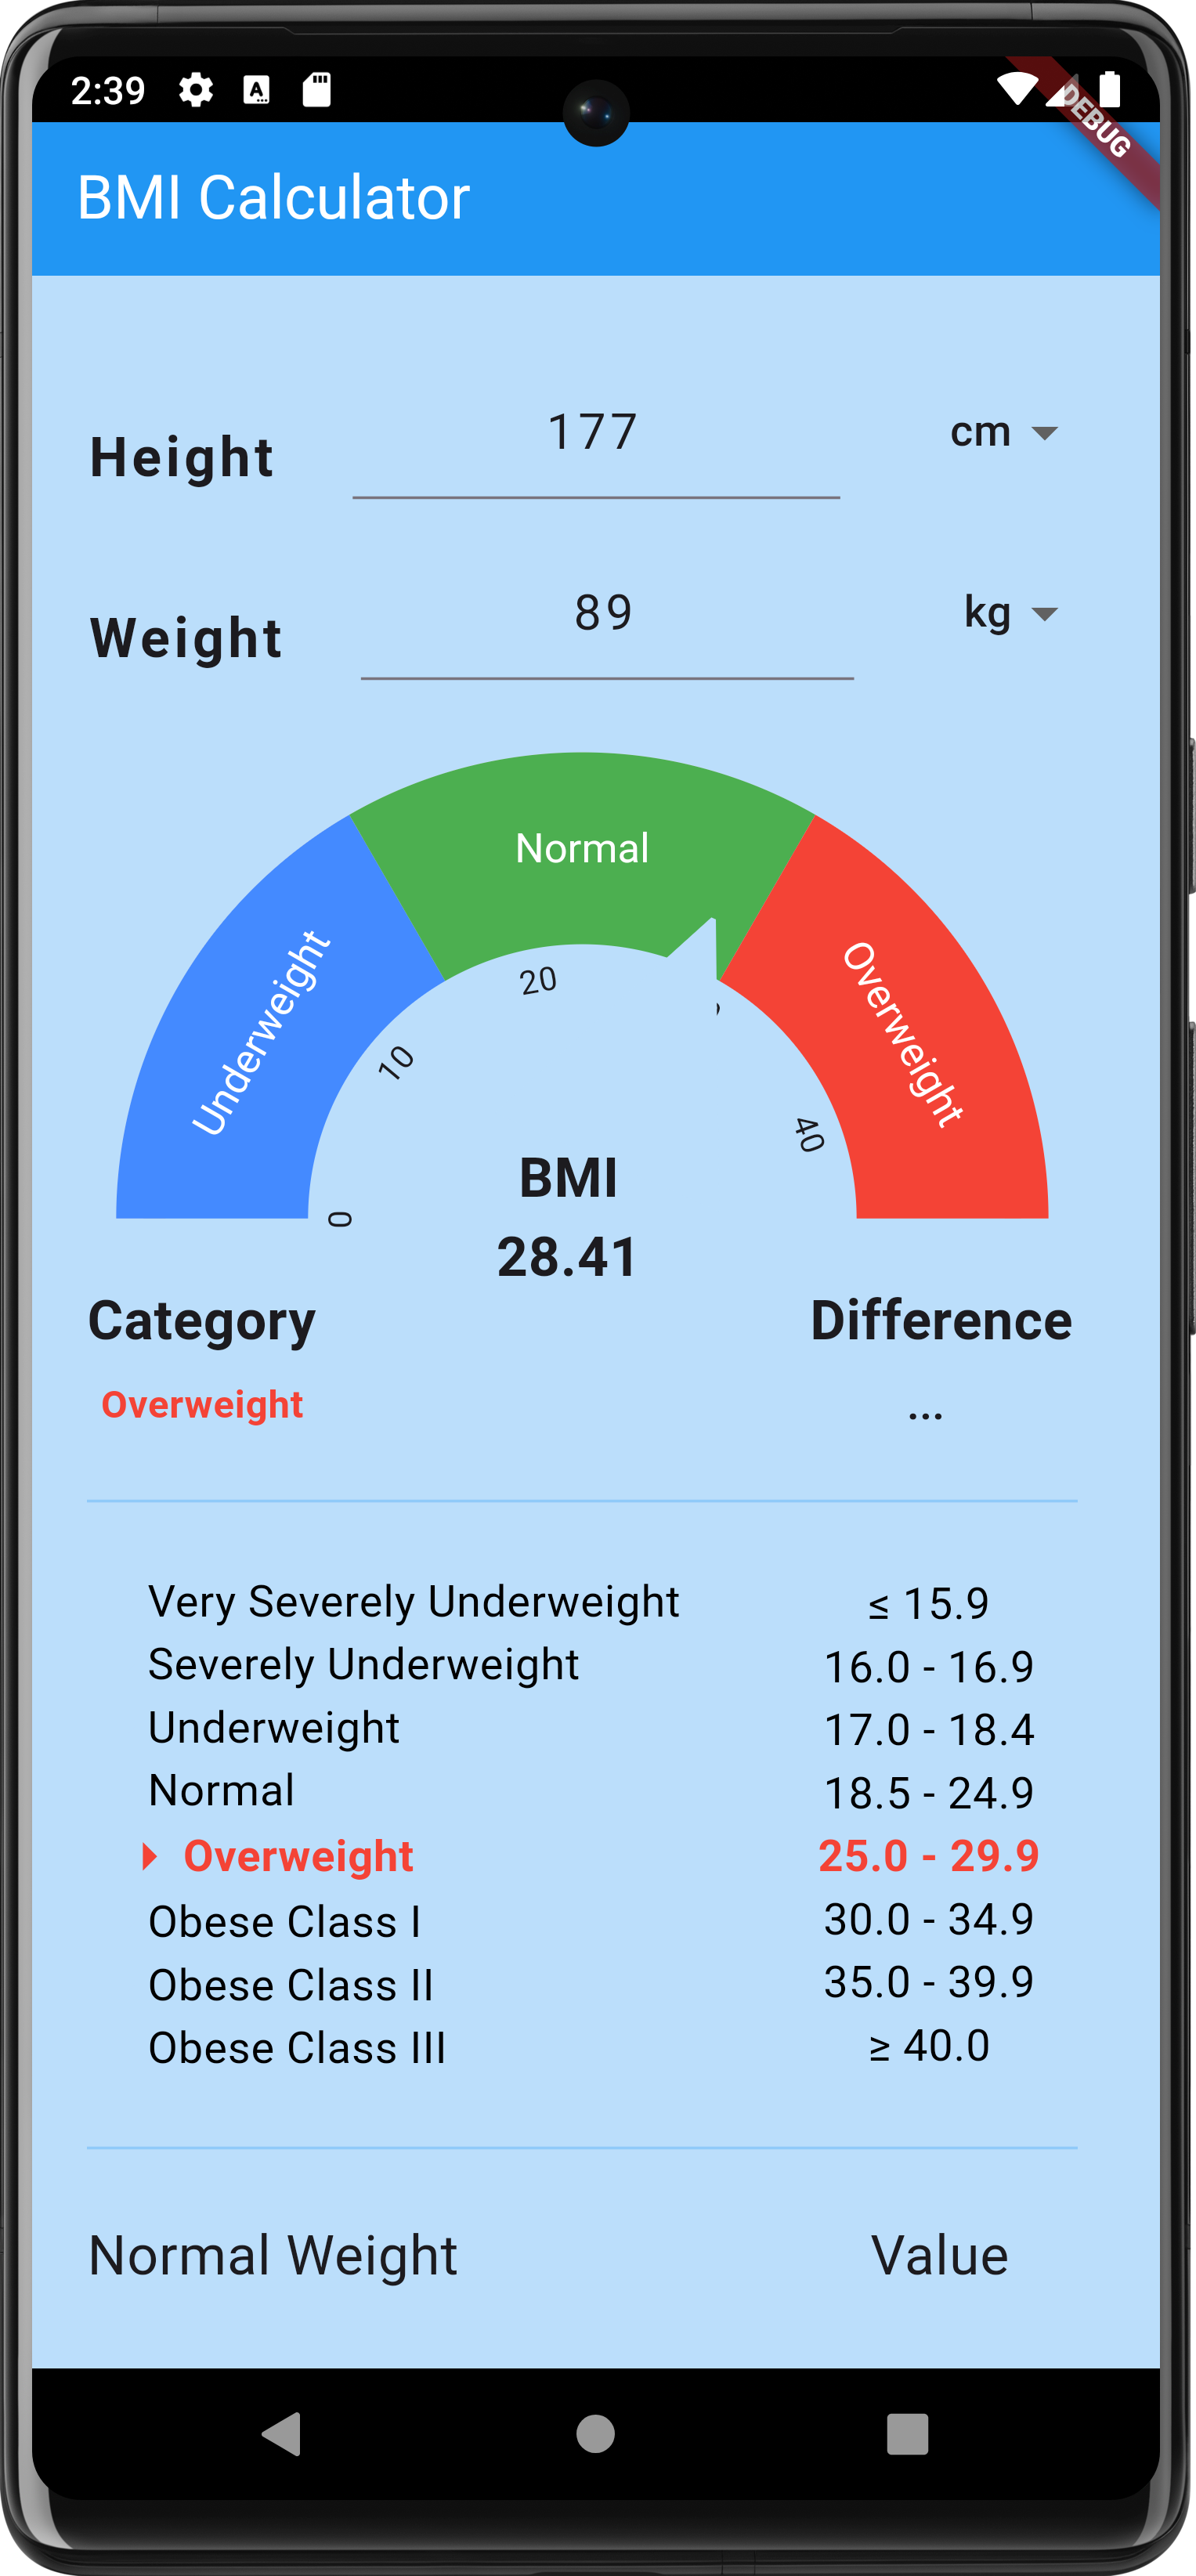 2:39
DEBUG
BMI Calculator
Height 177 cm
Weight 89 kg
Normal
Underweight
Overweight
0
10
20
40
BMI
28.41
Category Difference
Overweight ...
Very Severely Underweight ≤ 15.9
Severely Underweight 16.0 - 16.9
Underweight 17.0 - 18.4
Normal 18.5 - 24.9
Overweight 25.0 - 29.9
Obese Class I 30.0 - 34.9
Obese Class II 35.0 - 39.9
Obese Class III ≥ 40.0
Normal Weight Value